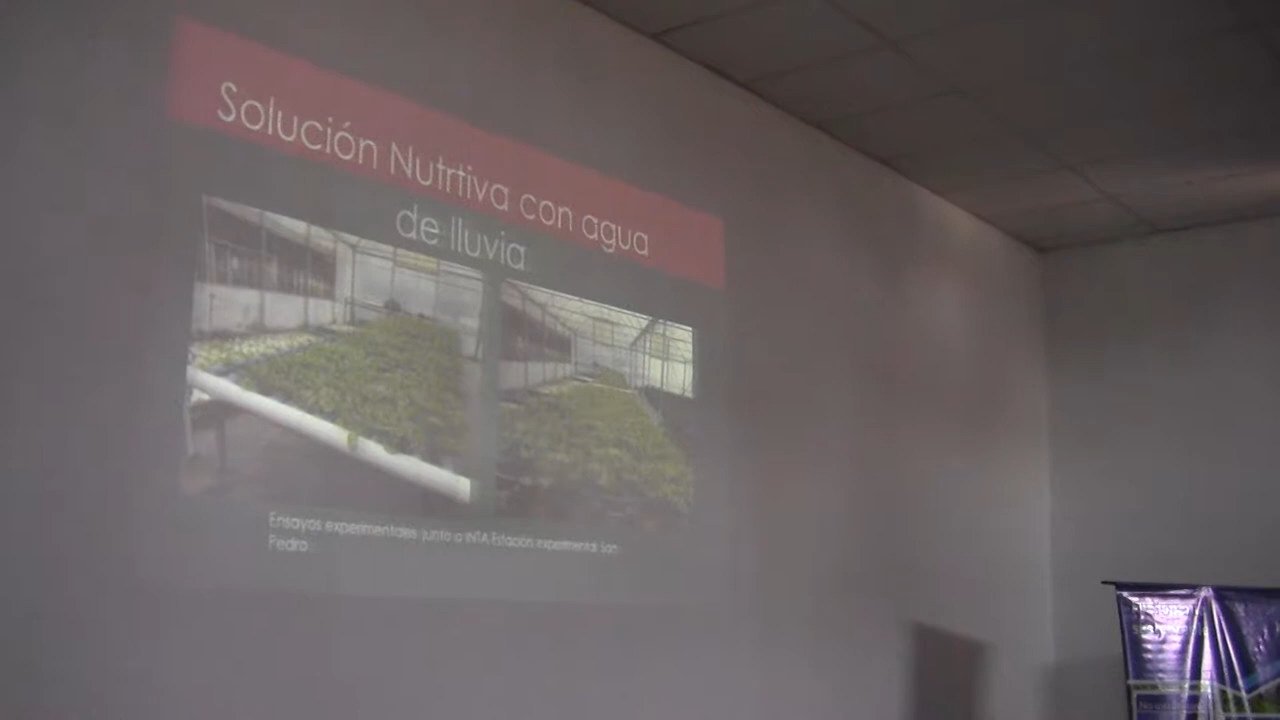 Solución Nutrtiva con agua
de lluvia
Ensayos experimentales junto a INTA Estación experimental San
Pedro